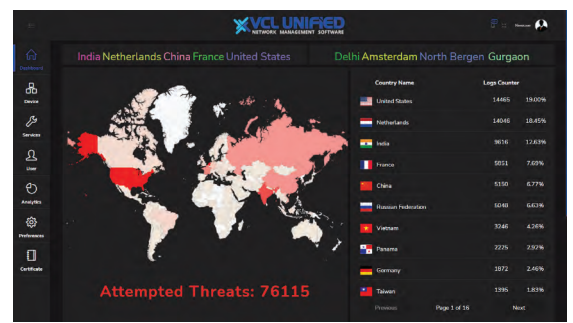 VCL UNIFIED
NETWORK MANAGEMENT SOFTWARE
India Netherlands China France United States
Delhi Amsterdam North Bergen Gurgaon
Dashboard
Device
Services
User
Analytics
Preferences
Certificate
Country Name Logs Counter
United States 14465 19.00%
Netherlands 14046 18.45%
India 9616 12.63%
France 5851 7.69%
China 5150 6.77%
Russian Federation 5048 6.63%
Vietnam 3246 4.26%
Panama 2225 2.92%
Germany 1872 2.46%
Taiwan 1395 1.83%
Previous Page 1 of 16 Next
Attempted Threats: 76115